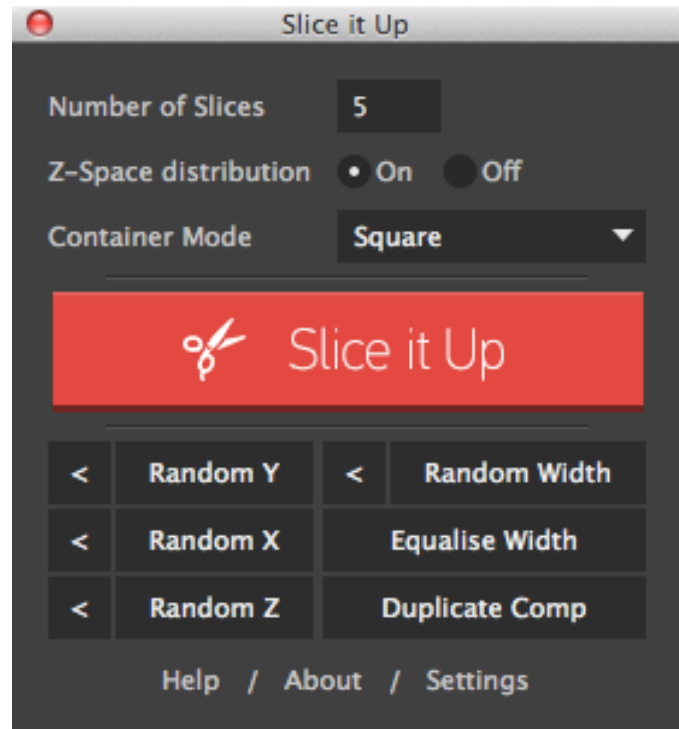 Slice it Up
Number of Slices 5
Z-Space distribution On Off
Container Mode Square
Slice it Up
< Random Y < Random Width
< Random X Equalise Width
< Random Z Duplicate Comp
Help / About / Settings